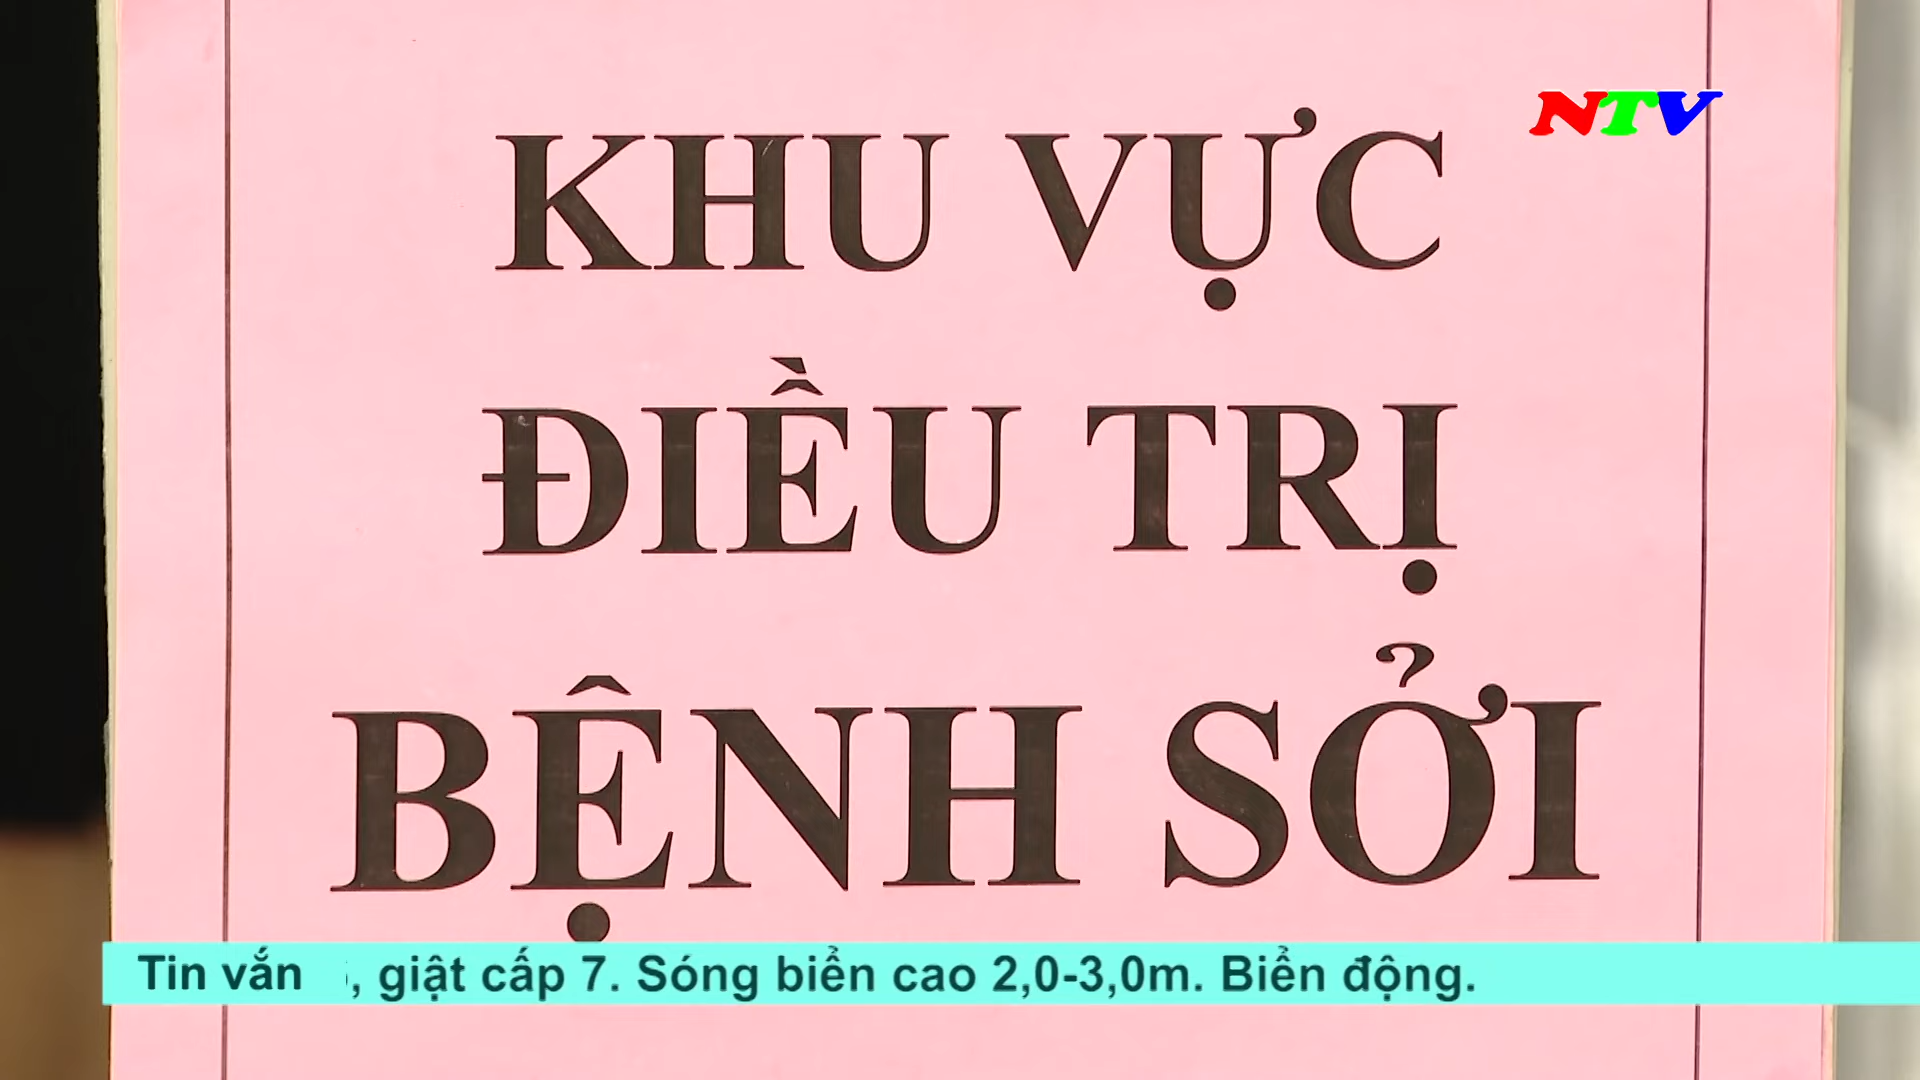 NTV
KHU VỰC
ĐIỀU TRỊ
BỆNH SỞI
Tin vắn , giật cấp 7. Sóng biển cao 2,0-3,0m. Biển động.